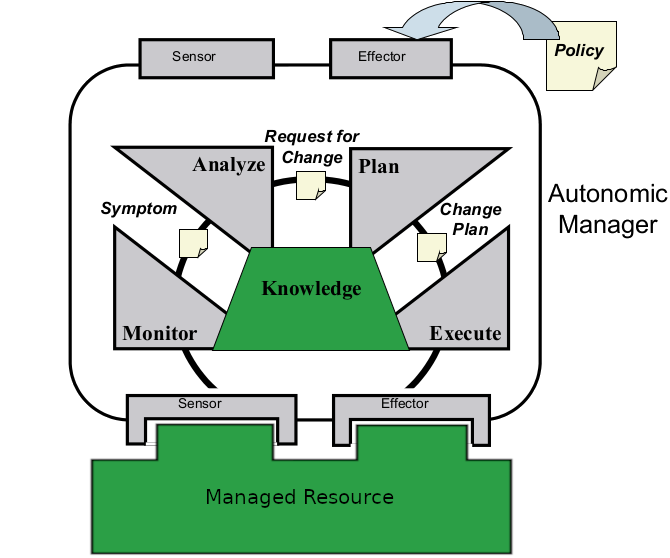 Policy
Sensor
Effector
Request for
Change
Analyze
Plan
Autonomic
Manager
Symptom
Change
Plan
Knowledge
Monitor
Execute
Sensor
Effector
Managed Resource